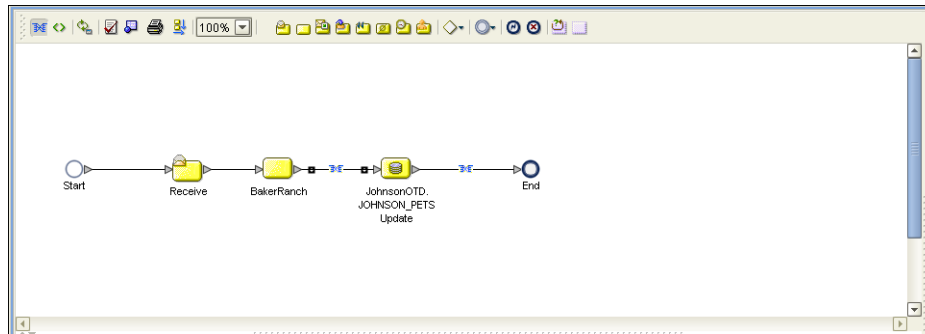 100%
Start
Receive
BakerRanch
JohnsonOTD.
JOHNSON_PETS
Update
End